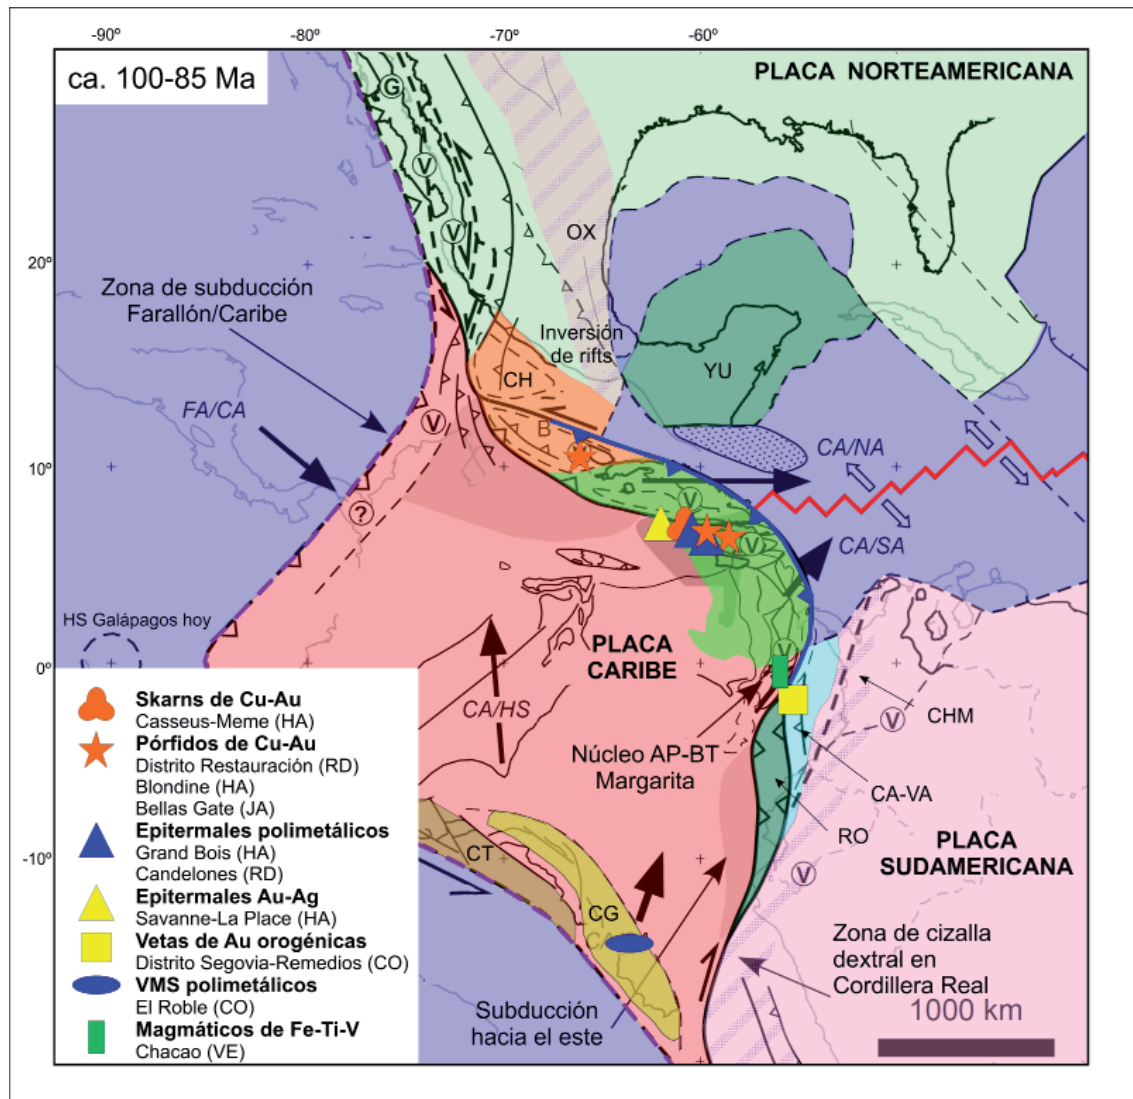 -90º
-80º
-70º
-60º
ca. 100-85 Ma
PLACA NORTEAMERICANA
G
V
V
OX
20º
Zona de subducción
Farallón/Caribe
Inversión
de rifts
CH
YU
FA/CA
V
B
10º
CA/NA
V
?
V
CA/SA
HS Galápagos hoy
PLACA
CARIBE
V
0º
CA/HS
CHM
V
Núcleo AP-BT
Margarita
CA-VA
RO
PLACA
SUDAMERICANA
-10º
CT
V
CG
Zona de cizalla
dextral en
Cordillera Real
Subducción
hacia el este
1000 km
Skarns de Cu-Au
Casseus-Meme (HA)
Pórfidos de Cu-Au
Distrito Restauración (RD)
Blondine (HA)
Bellas Gate (JA)
Epitermales polimetálicos
Grand Bois (HA)
Candelones (RD)
Epitermales Au-Ag
Savanne-La Place (HA)
Vetas de Au orogénicas
Distrito Segovia-Remedios (CO)
VMS polimetálicos
El Roble (CO)
Magmáticos de Fe-Ti-V
Chacao (VE)